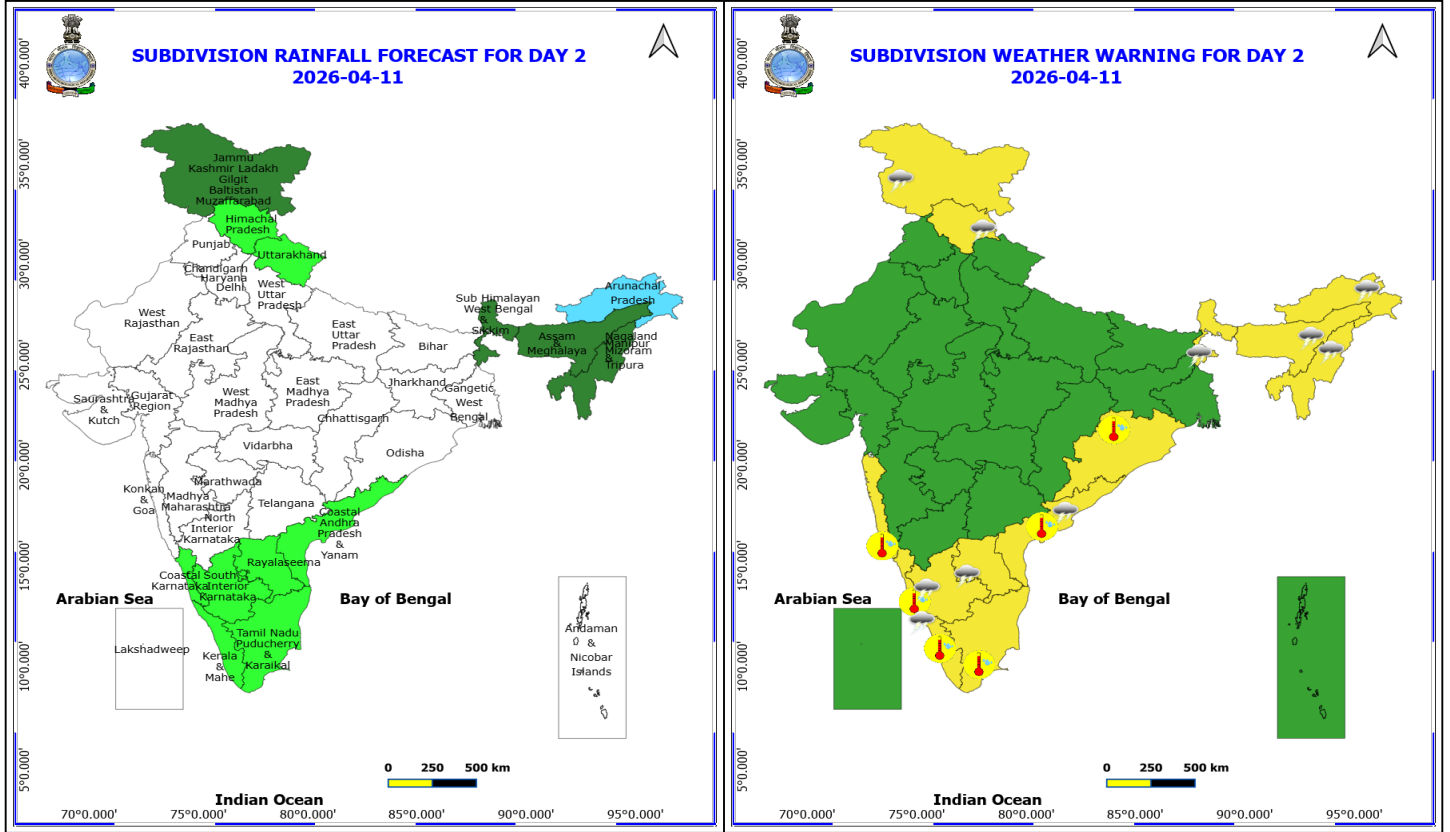 SUBDIVISION RAINFALL FORECAST FOR DAY 2
2026-04-11
40°0.000'
35°0.000'
30°0.000'
25°0.000'
20°0.000'
15°0.000'
10°0.000'
5°0.000'
Jammu
Kashmir Ladakh
Gilgit
Baltistan
Muzaffarabad
Himachal
Pradesh
Punjab
Uttarakhand
Chandigarh
Haryana
Delhi
West
Uttar
Pradesh
West
Rajasthan
East
Rajasthan
East
Uttar
Pradesh
Bihar
Sub Himalayan
West Bengal
&
Sikkim
Arunachal
Pradesh
Assam
&
Meghalaya
Nagaland
Manipur
Mizoram
&
Tripura
Saurashtra
&
Kutch
Gujarat
Region
West
Madhya
Pradesh
East
Madhya
Pradesh
Jharkhand
Gangetic
West
Bengal
Chhattisgarh
Vidarbha
Odisha
Konkan
&
Goa
Madhya
Maharashtra
Marathwada
Telangana
North
Interior
Karnataka
Coastal
Andhra
Pradesh
&
Yanam
Rayalaseema
Coastal
Karnataka
South
Interior
Karnataka
Arabian Sea
Bay of Bengal
Lakshadweep
Kerala
&
Mahe
Tamil Nadu
Puducherry
&
Karaikal
Andaman
&
Nicobar
Islands
0 250 500 km
Indian Ocean
70°0.000' 75°0.000' 80°0.000' 85°0.000' 90°0.000' 95°0.000'
SUBDIVISION WEATHER WARNING FOR DAY 2
2026-04-11
40°0.000'
35°0.000'
30°0.000'
25°0.000'
20°0.000'
15°0.000'
10°0.000'
5°0.000'
Arabian Sea
Bay of Bengal
0 250 500 km
Indian Ocean
70°0.000' 75°0.000' 80°0.000' 85°0.000' 90°0.000' 95°0.000'